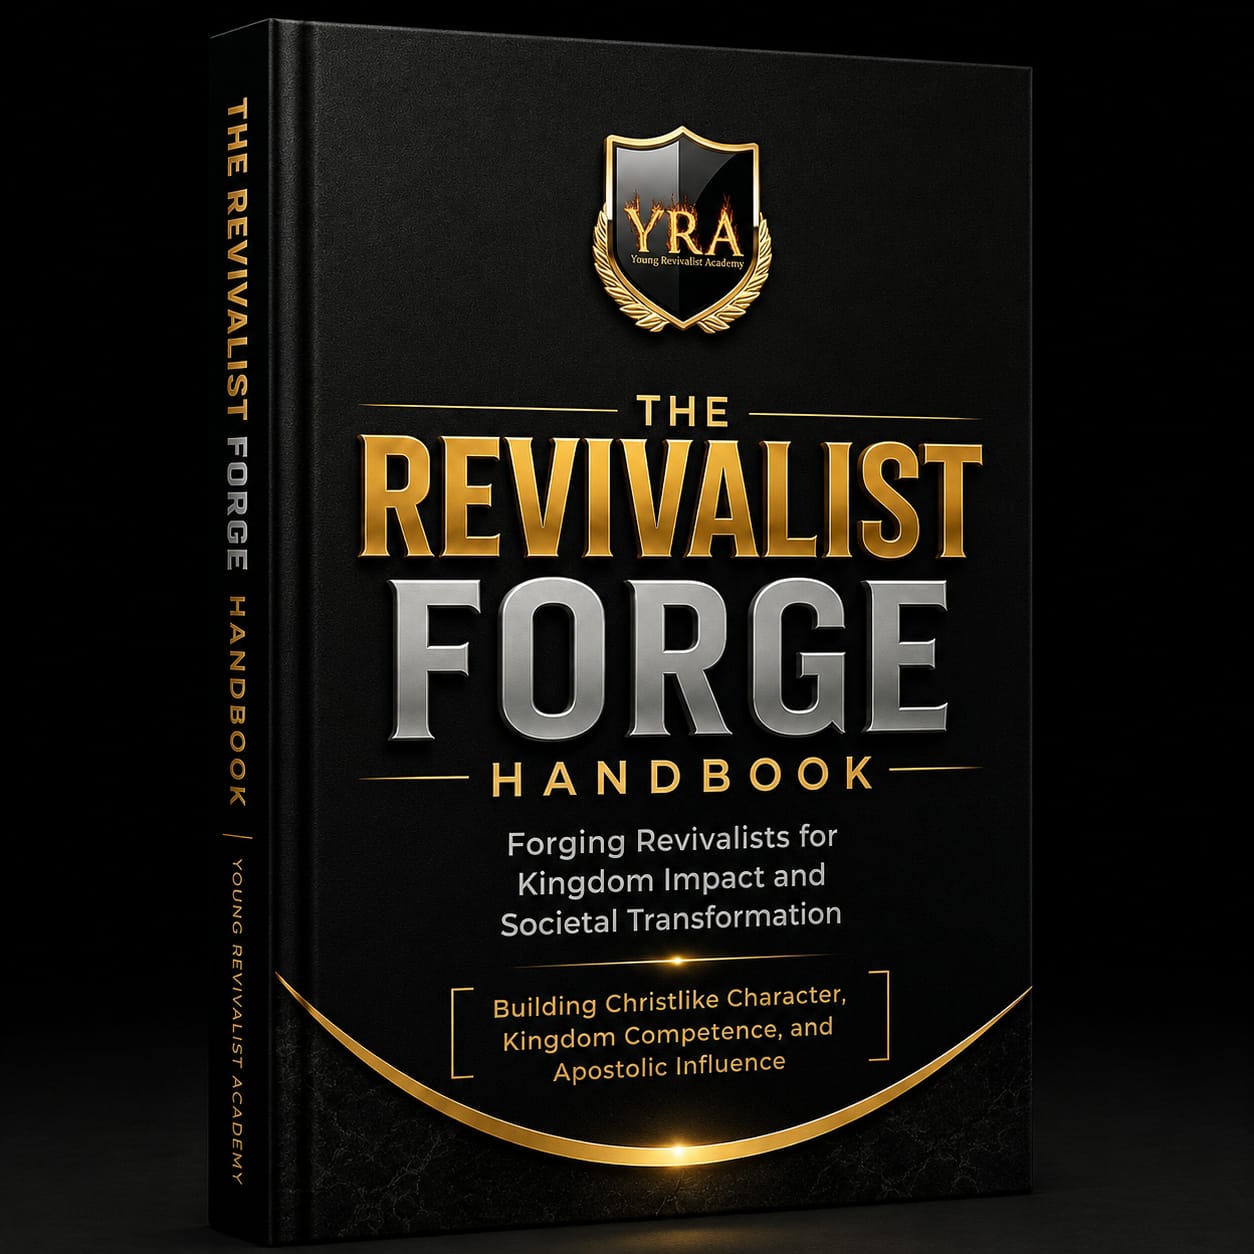 THE REVIVALIST FORGE HANDBOOK | YOUNG REVIVALIST ACADEMY
YRA
Young Revivalist Academy
THE
REVIVALIST
FORGE
HANDBOOK
Forging Revivalists for
Kingdom Impact and
Societal Transformation
Building Christlike Character,
Kingdom Competence, and
Apostolic Influence